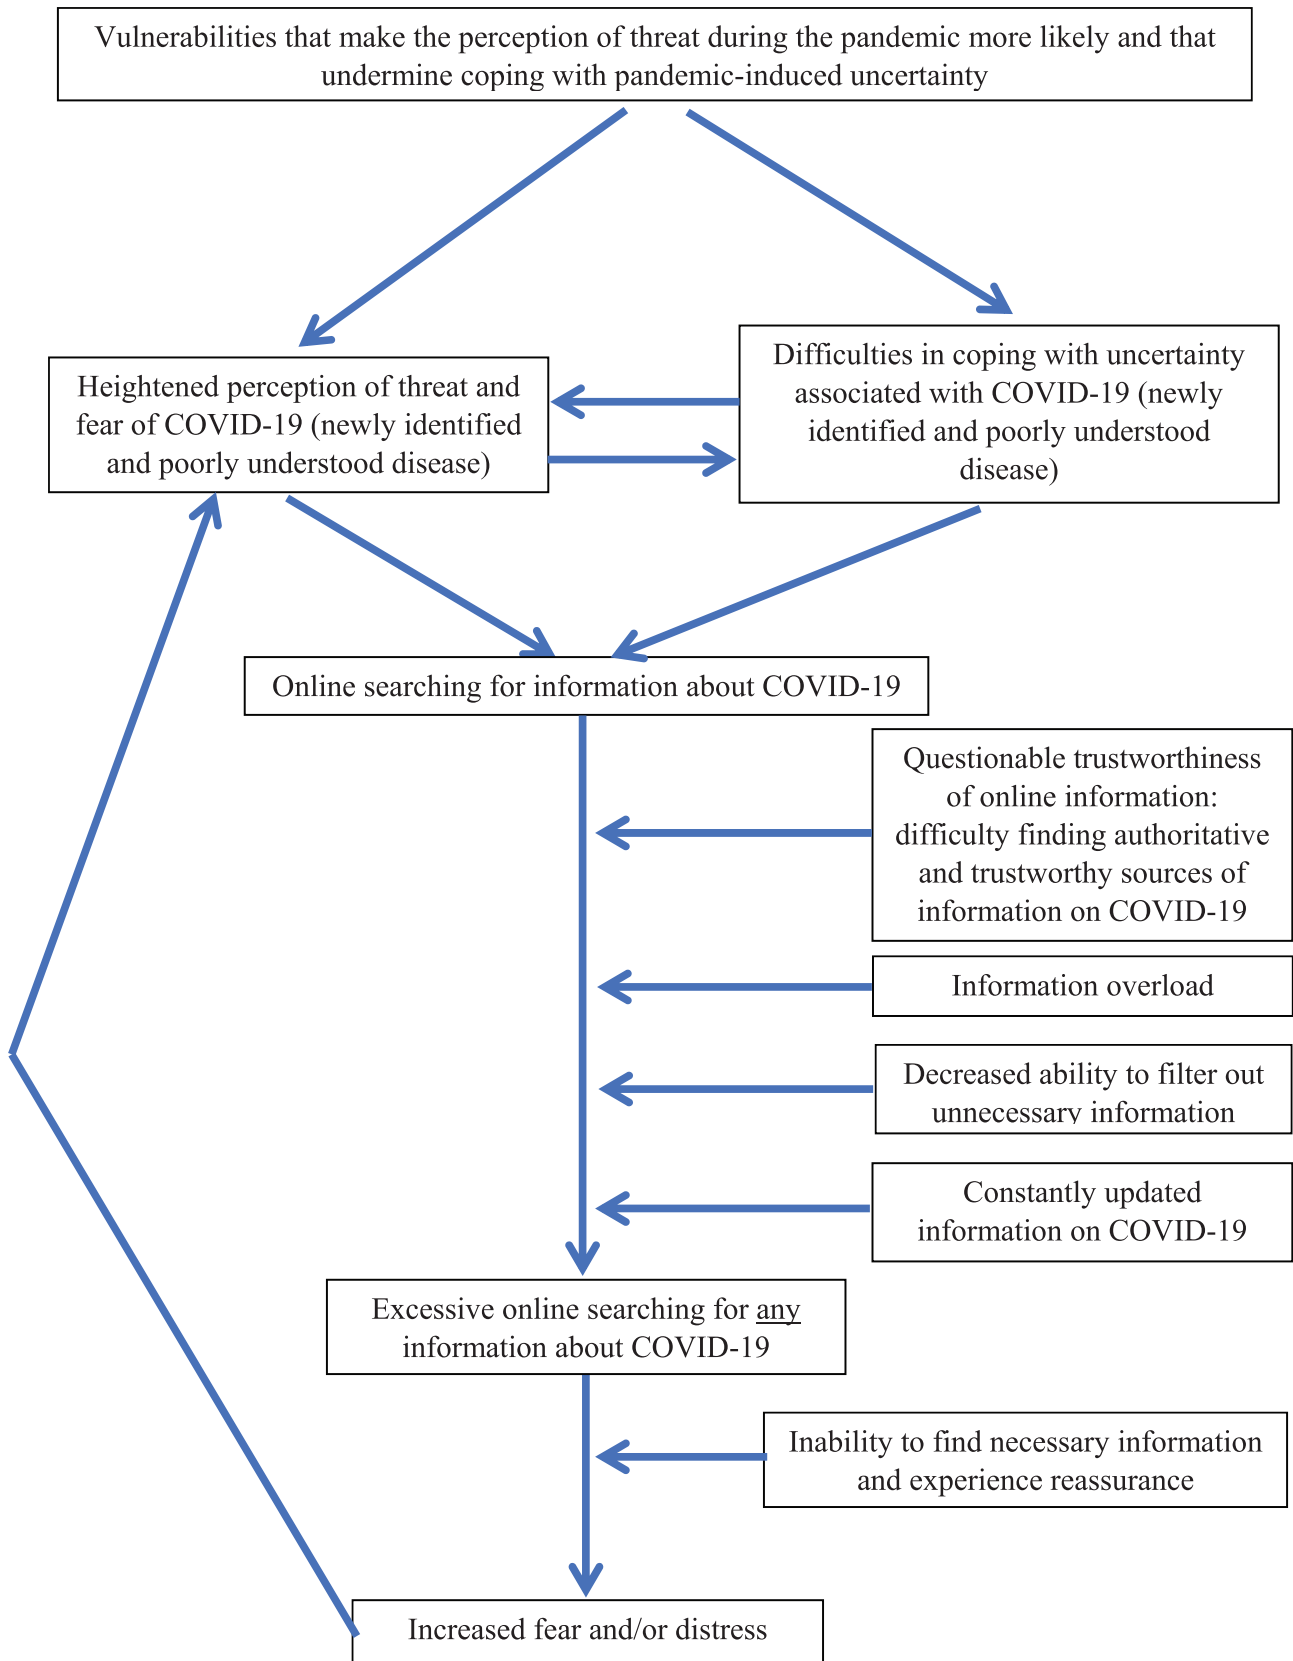 Vulnerabilities that make the perception of threat during the pandemic more likely and that
undermine coping with pandemic-induced uncertainty
Heightened perception of threat and
fear of COVID-19 (newly identified
and poorly understood disease)
Difficulties in coping with uncertainty
associated with COVID-19 (newly
identified and poorly understood
disease)
Online searching for information about COVID-19
Questionable trustworthiness
of online information:
difficulty finding authoritative
and trustworthy sources of
information on COVID-19
Information overload
Decreased ability to filter out
unnecessary information
Constantly updated
information on COVID-19
Excessive online searching for any
information about COVID-19
Inability to find necessary information
and experience reassurance
Increased fear and/or distress